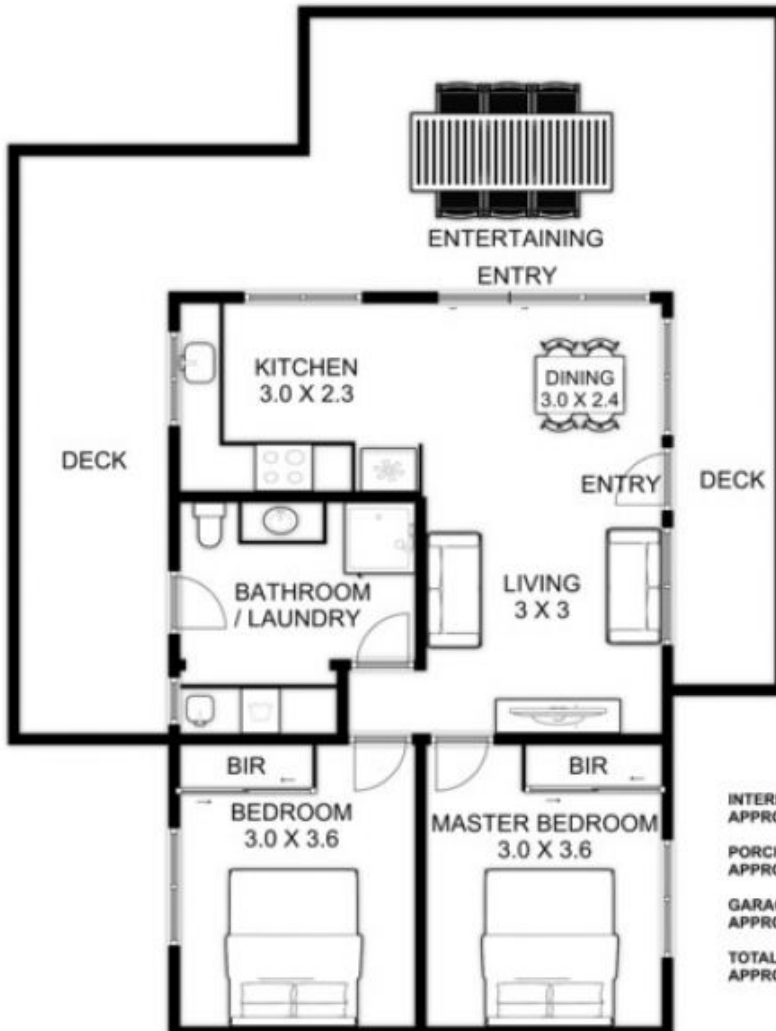 ENTERTAINING
ENTRY
KITCHEN
3.0 X 2.3
DINING
3.0 X 2.4
DECK
ENTRY
DECK
BATHROOM
/ LAUNDRY
LIVING
3 X 3
BIR
BIR
BEDROOM
3.0 X 3.6
MASTER BEDROOM
3.0 X 3.6